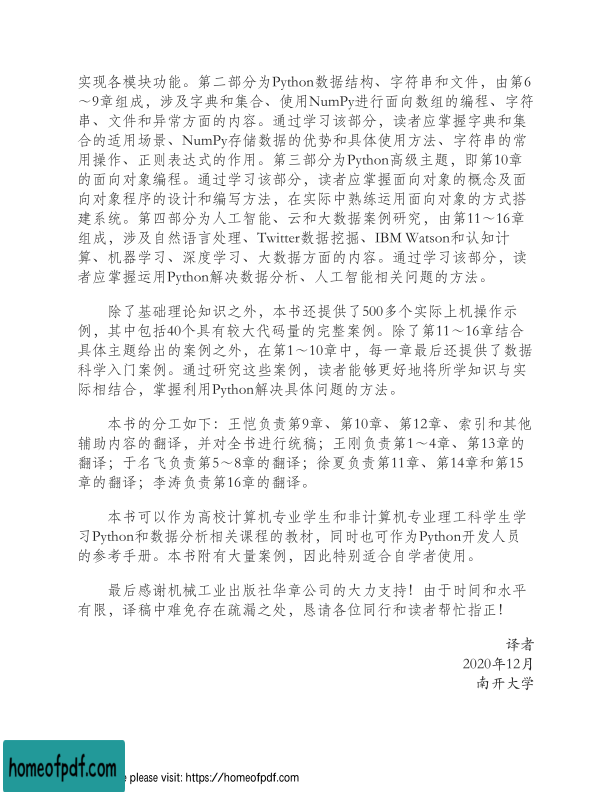 实现各模块功能。第二部分为Python数据结构、字符串和文件，由第6
～9章组成，涉及字典和集合、使用NumPy进行面向数组的编程、字符
串、文件和异常方面的内容。通过学习该部分，读者应掌握字典和集
合的适用场景、NumPy存储数据的优势和具体使用方法、字符串的常
用操作、正则表达式的作用。第三部分为Python高级主题，即第10章
的面向对象编程。通过学习该部分，读者应掌握面向对象的概念及面
向对象程序的设计和编写方法，在实际中熟练运用面向对象的方式搭
建系统。第四部分为人工智能、云和大数据案例研究，由第11～16章
组成，涉及自然语言处理、Twitter数据挖掘、IBM Watson和认知计
算、机器学习、深度学习、大数据方面的内容。通过学习该部分，读
者应掌握运用Python解决数据分析、人工智能相关问题的方法。
除了基础理论知识之外，本书还提供了500多个实际上机操作示
例，其中包括40个具有较大代码量的完整案例。除了第11～16章结合
具体主题给出的案例之外，在第1～10章中，每一章最后还提供了数据
科学入门案例。通过研究这些案例，读者能够更好地将所学知识与实
际相结合，掌握利用Python解决具体问题的方法。
本书的分工如下：王恺负责第9章、第10章、第12章、索引和其他
辅助内容的翻译，并对全书进行统稿；王刚负责第1～4章、第13章的
翻译；于名飞负责第5～8章的翻译；徐夏负责第11章、第14章和第15
章的翻译；李涛负责第16章的翻译。
本书可以作为高校计算机专业学生和非计算机专业理工科学生学
习Python和数据分析相关课程的教材，同时也可作为Python开发人员
的参考手册。本书附有大量案例，因此特别适合自学者使用。
最后感谢机械工业出版社华章公司的大力支持！由于时间和水平
有限，译稿中难免存在疏漏之处，恳请各位同行和读者帮忙指正！
译者
2020年12月
南开大学
homeofpdf.com
e please visit: https://homeofpdf.com